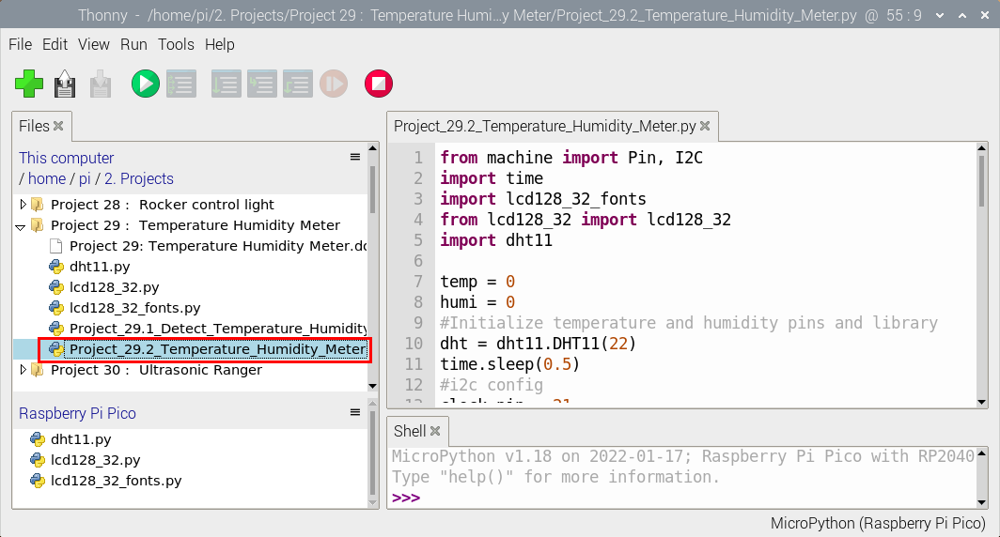 Thonny - /home/pi/2. Projects/Project 29 : Temperature Humi…y Meter/Project_29.2_Temperature_Humidity_Meter.py @ 55 : 9
File Edit View Run Tools Help
Files
This computer
/ home / pi / 2. Projects
Project 28 : Rocker control light
Project 29 : Temperature Humidity Meter
Project 29: Temperature Humidity Meter.dc
dht11.py
lcd128_32.py
lcd128_32_fonts.py
Project_29.1_Detect_Temperature_Humidity
Project_29.2_Temperature_Humidity_Meter
Project 30 : Ultrasonic Ranger
Raspberry Pi Pico
dht11.py
lcd128_32.py
lcd128_32_fonts.py
Project_29.2_Temperature_Humidity_Meter.py
1 from machine import Pin, I2C
2 import time
3 import lcd128_32_fonts
4 from lcd128_32 import lcd128_32
5 import dht11
6
7 temp = 0
8 humi = 0
9 #Initialize temperature and humidity pins and library
10 dht = dht11.DHT11(22)
11 time.sleep(0.5)
12 #i2c config
13 clock_pin = 21
Shell
MicroPython v1.18 on 2022-01-17; Raspberry Pi Pico with RP2040
Type "help()" for more information.
>>>
MicroPython (Raspberry Pi Pico)